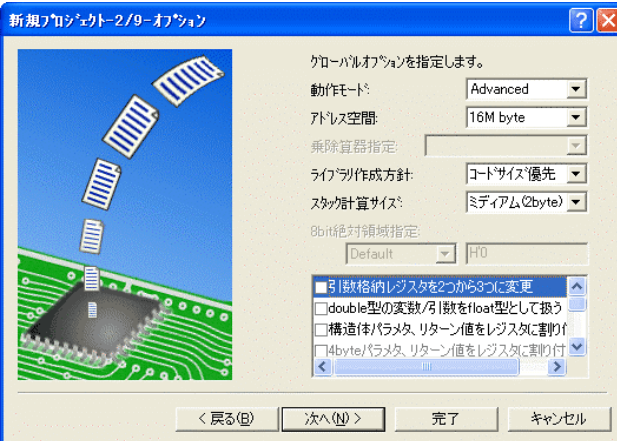 新規ﾌﾟﾛｼﾞｪｸﾄ-2/9-ｵﾌﾟｼｮﾝ
ｸﾞﾛｰﾊﾞﾙｵﾌﾟｼｮﾝを指定します。
動作ﾓｰﾄﾞ: Advanced
ｱﾄﾞﾚｽ空間: 16M byte
乗除算器指定:
ﾗｲﾌﾞﾗﾘ作成方針: ｺｰﾄﾞｻｲｽﾞ優先
ｽﾀｯｸ計算ｻｲｽﾞ: ﾐﾃﾞｨｱﾑ(2byte)
8bit絶対領域指定:
Default H'0
引数格納ﾚｼﾞｽﾀを2つから3つに変更
double型の変数/引数をfloat型として扱う
構造体ﾊﾟﾗﾒﾀ、ﾘﾀｰﾝ値をﾚｼﾞｽﾀに割り
4byteﾊﾟﾗﾒﾀ、ﾘﾀｰﾝ値をﾚｼﾞｽﾀに割り付
< 戻る(B) 次へ(N) > 完了 ｷｬﾝｾﾙ